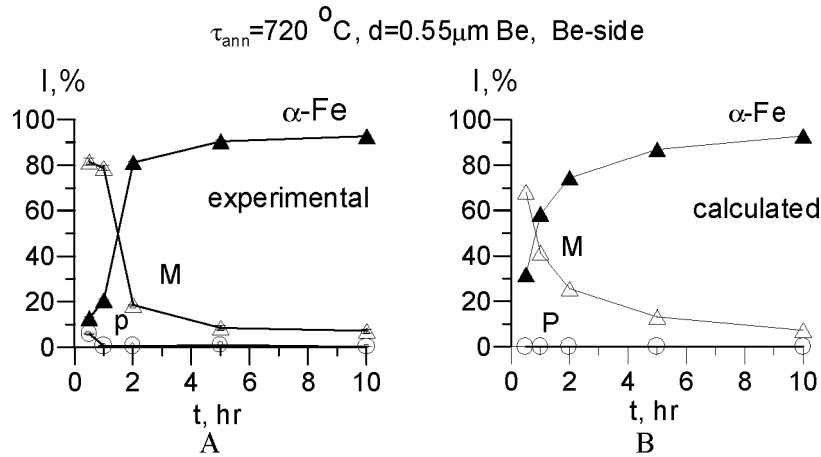 τann=720 °C, d=0.55μm Be, Be-side
I,%
100
80
60
40
20
0
α-Fe
experimental
M
p
0 2 4 6 8 10
t, hr
A
I,%
100
80
60
40
20
0
α-Fe
calculated
M
P
0 2 4 6 8 10
t, hr
B